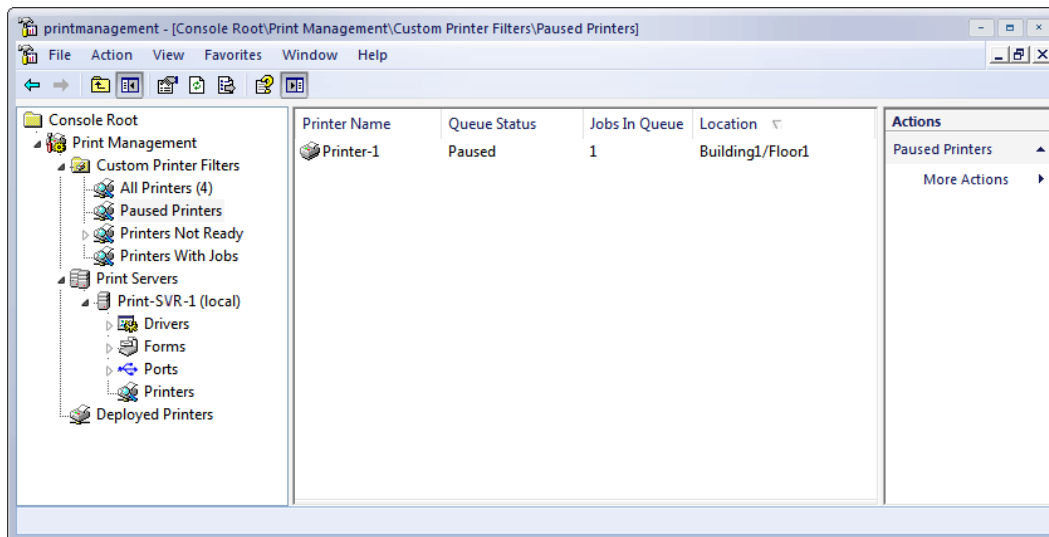 printmanagement - [Console Root\Print Management\Custom Printer Filters\Paused Printers]
File Action View Favorites Window Help
Console Root
Print Management
Custom Printer Filters
All Printers (4)
Paused Printers
Printers Not Ready
Printers With Jobs
Print Servers
Print-SVR-1 (local)
Drivers
Forms
Ports
Printers
Deployed Printers
Printer Name Queue Status Jobs In Queue Location
Printer-1 Paused 1 Building1/Floor1
Actions
Paused Printers
More Actions